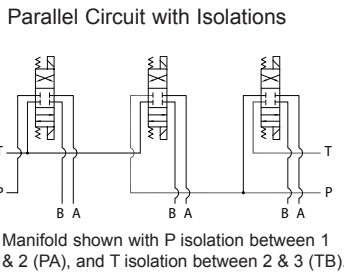 Parallel Circuit with Isolations
T
T
P
P
B A
B A
B A
Manifold shown with P isolation between 1
& 2 (PA), and T isolation between 2 & 3 (TB).